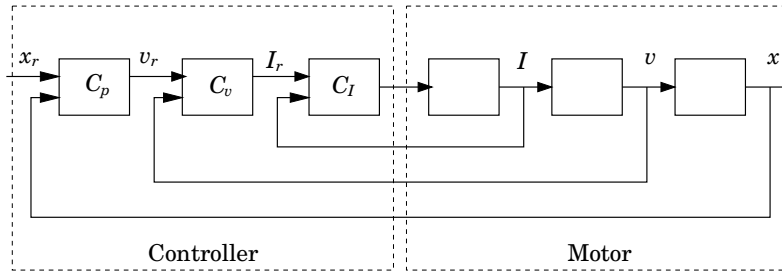 x_r v_r I_r I v x
C_p C_v C_I
Controller Motor